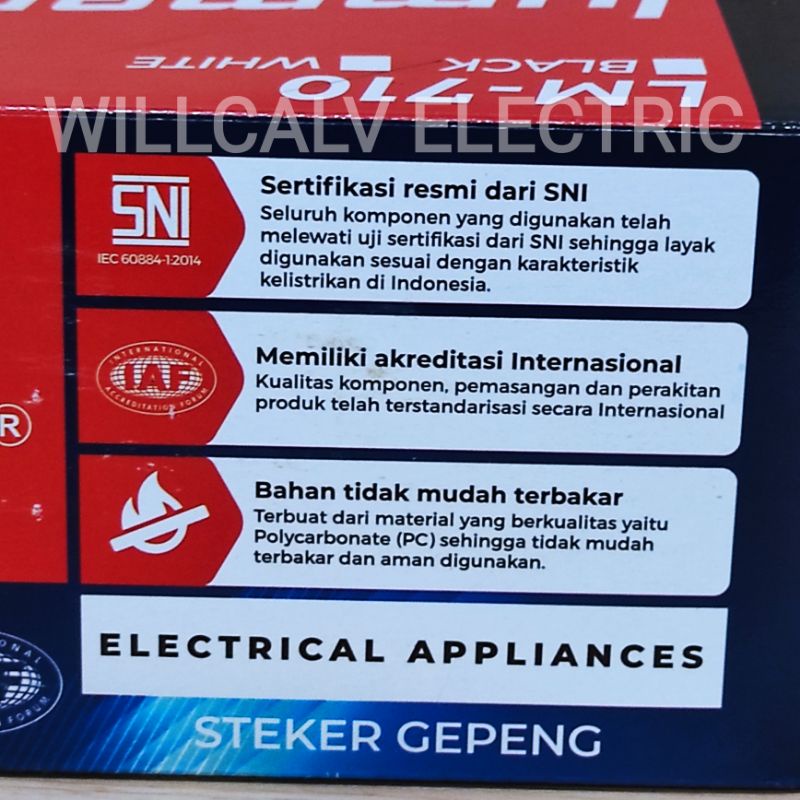 BLACK WHITE
LM-710
WILLCALV ELECTRIC
SNI
IEC 60884-1:2014
Sertifikasi resmi dari SNI
Seluruh komponen yang digunakan telah
melewati uji sertifikasi dari SNI sehingga layak
digunakan sesuai dengan karakteristik
kelistrikan di Indonesia.
INTERNATIONAL
IAF
ACCREDITATION FORUM
Memiliki akreditasi Internasional
Kualitas komponen, pemasangan dan perakitan
produk telah terstandarisasi secara Internasional
R
Bahan tidak mudah terbakar
Terbuat dari material yang berkualitas yaitu
Polycarbonate (PC) sehingga tidak mudah
terbakar dan aman digunakan.
ELECTRICAL APPLIANCES
STEKER GEPENG